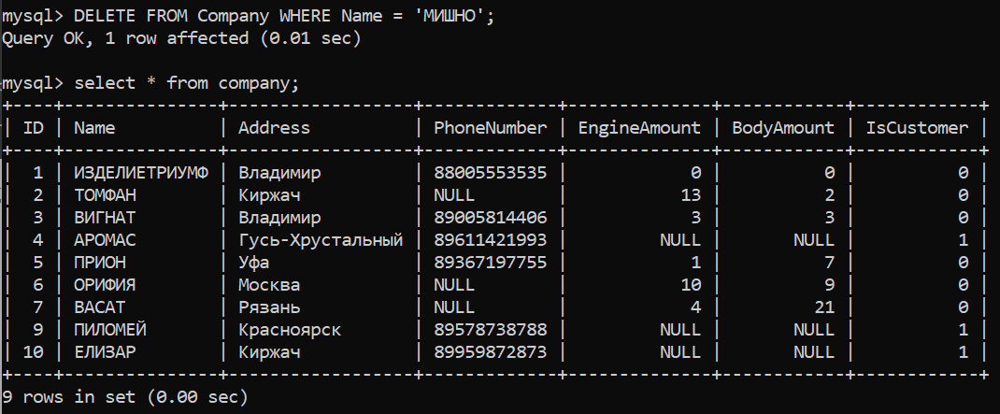 mysql> DELETE FROM Company WHERE Name = 'МИШНО';
Query OK, 1 row affected (0.01 sec)
mysql> select * from company;
+----+---------------+-----------------+-------------+--------------+------------+------------+
| ID | Name          | Address         | PhoneNumber | EngineAmount | BodyAmount | IsCustomer |
+----+---------------+-----------------+-------------+--------------+------------+------------+
|  1 | ИЗДЕЛИЕТРИУМФ | Владимир        | 88005553535 |            0 |          0 |          0 |
|  2 | ТОМФАН        | Киржач          | NULL        |           13 |          2 |          0 |
|  3 | ВИГНАТ        | Владимир        | 89005814406 |            3 |          3 |          0 |
|  4 | АРОМАС        | Гусь-Хрустальный | 89611421993 |         NULL |       NULL |          1 |
|  5 | ПРИОН         | Уфа             | 89367197755 |            1 |          7 |          0 |
|  6 | ОРИФИЯ        | Москва          | NULL        |           10 |          9 |          0 |
|  7 | ВАСАТ         | Рязань          | NULL        |            4 |         21 |          0 |
|  9 | ПИЛОМЕЙ       | Красноярск      | 89578738788 |         NULL |       NULL |          1 |
| 10 | ЕЛИЗАР        | Киржач          | 89959872873 |         NULL |       NULL |          1 |
+----+---------------+-----------------+-------------+--------------+------------+------------+
9 rows in set (0.00 sec)